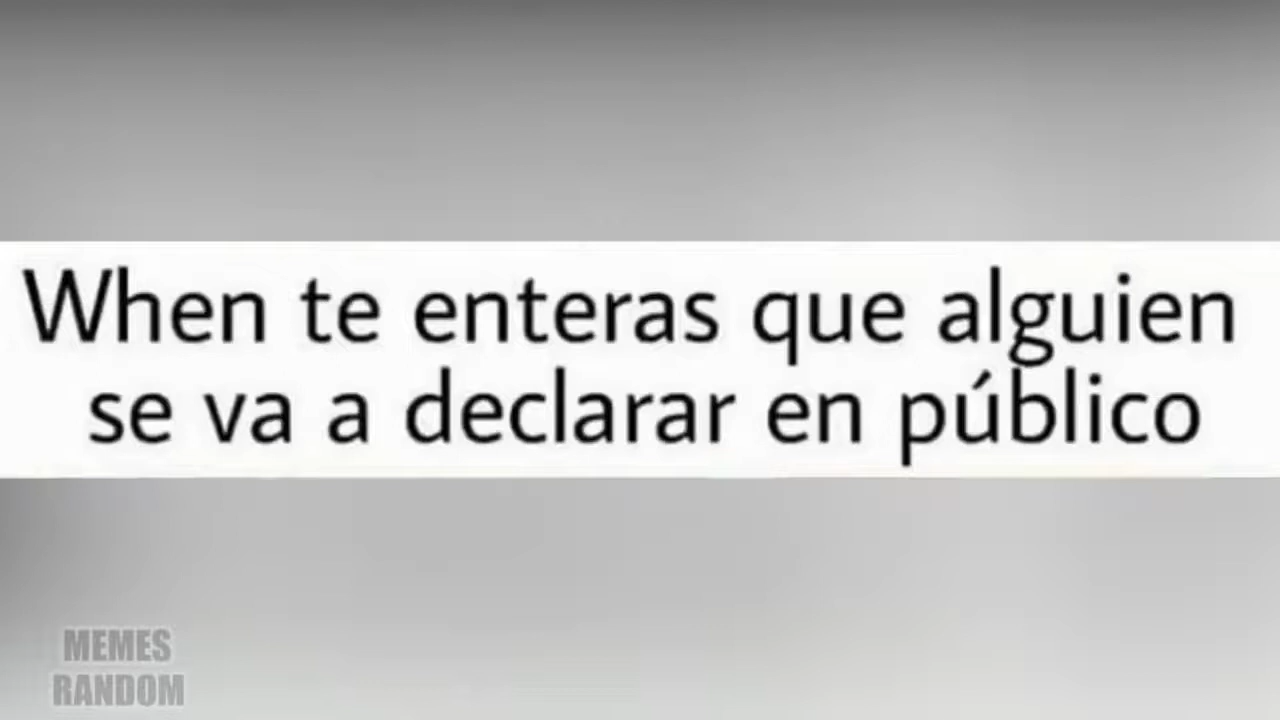 When te enteras que alguien
se va a declarar en público
MEMES
RANDOM